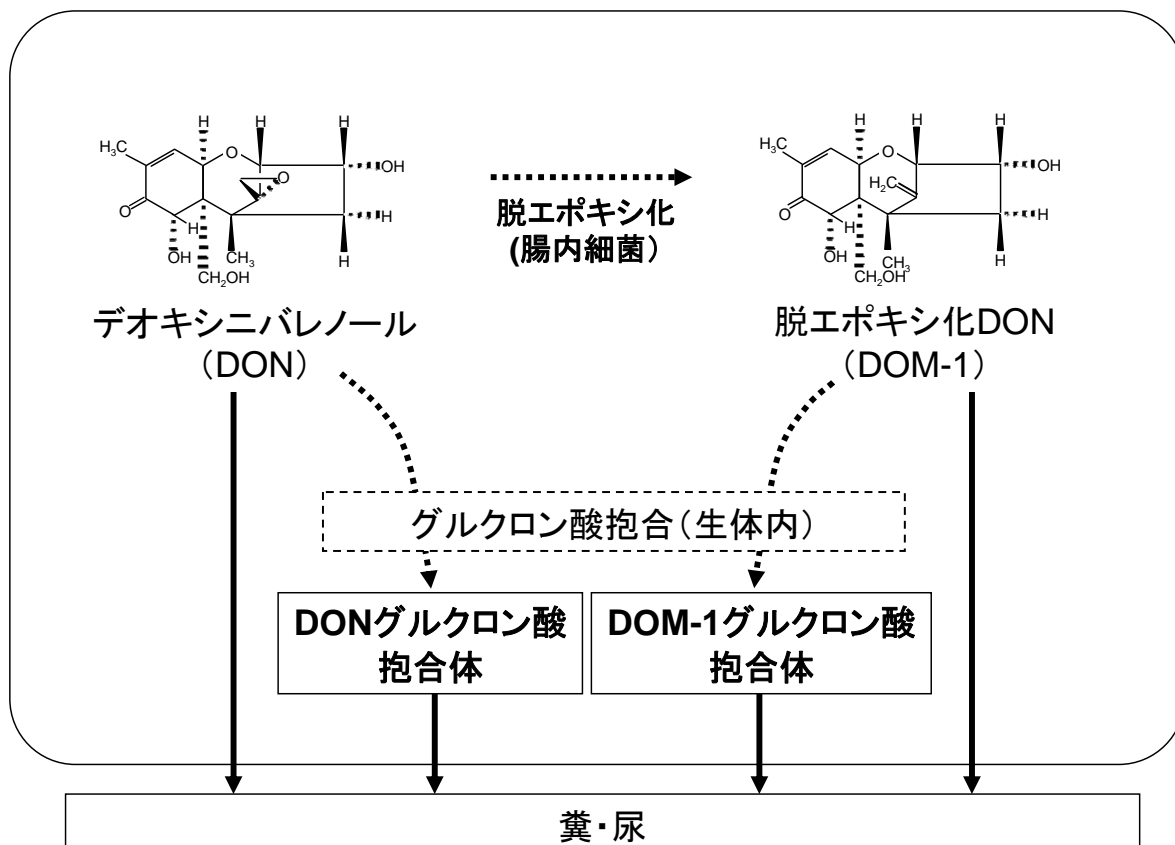 H
H
H
H₃C
O
OH
O
O
H
H
OH
CH₃
CH₂OH
H
脱エポキシ化
(腸内細菌)
H
H
H
H₃C
O
OH
H₂C
O
H
H
OH
CH₃
CH₂OH
H
デオキシニバレノール
(DON)
脱エポキシ化DON
(DOM-1)
グルクロン酸抱合(生体内)
DONグルクロン酸
抱合体
DOM-1グルクロン酸
抱合体
糞・尿